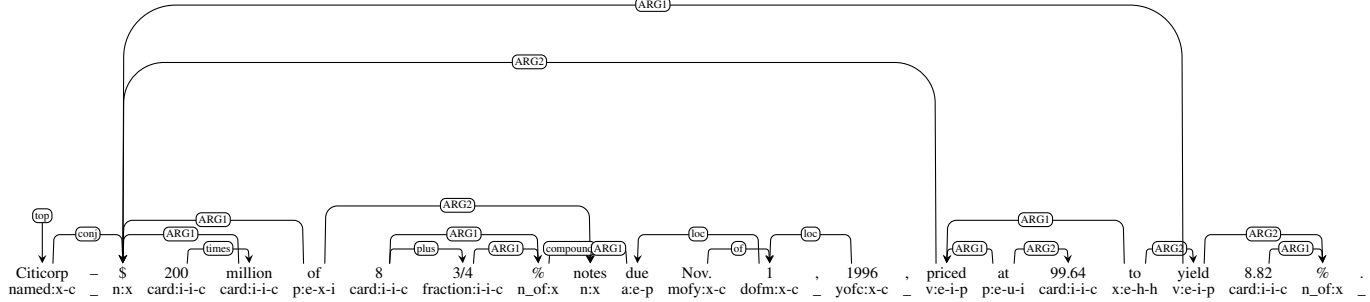 ARG1
ARG2
top
ARG1
ARG2
ARG1
conj ARG1 ARG1 loc loc ARG2
times plus ARG1 compound ARG1 of ARG1 ARG2 ARG2 ARG1
Citicorp – $ 200 million of 8 3/4 % notes due Nov. 1 , 1996 , priced at 99.64 to yield 8.82 % .
named:x-c _ n:x card:i-i-c card:i-i-c p:e-x-i card:i-i-c fraction:i-i-c n_of:x n:x a:e-p mofy:x-c dofm:x-c _ yofc:x-c _ v:e-i-p p:e-u-i card:i-i-c x:e-h-h v:e-i-p card:i-i-c n_of:x _